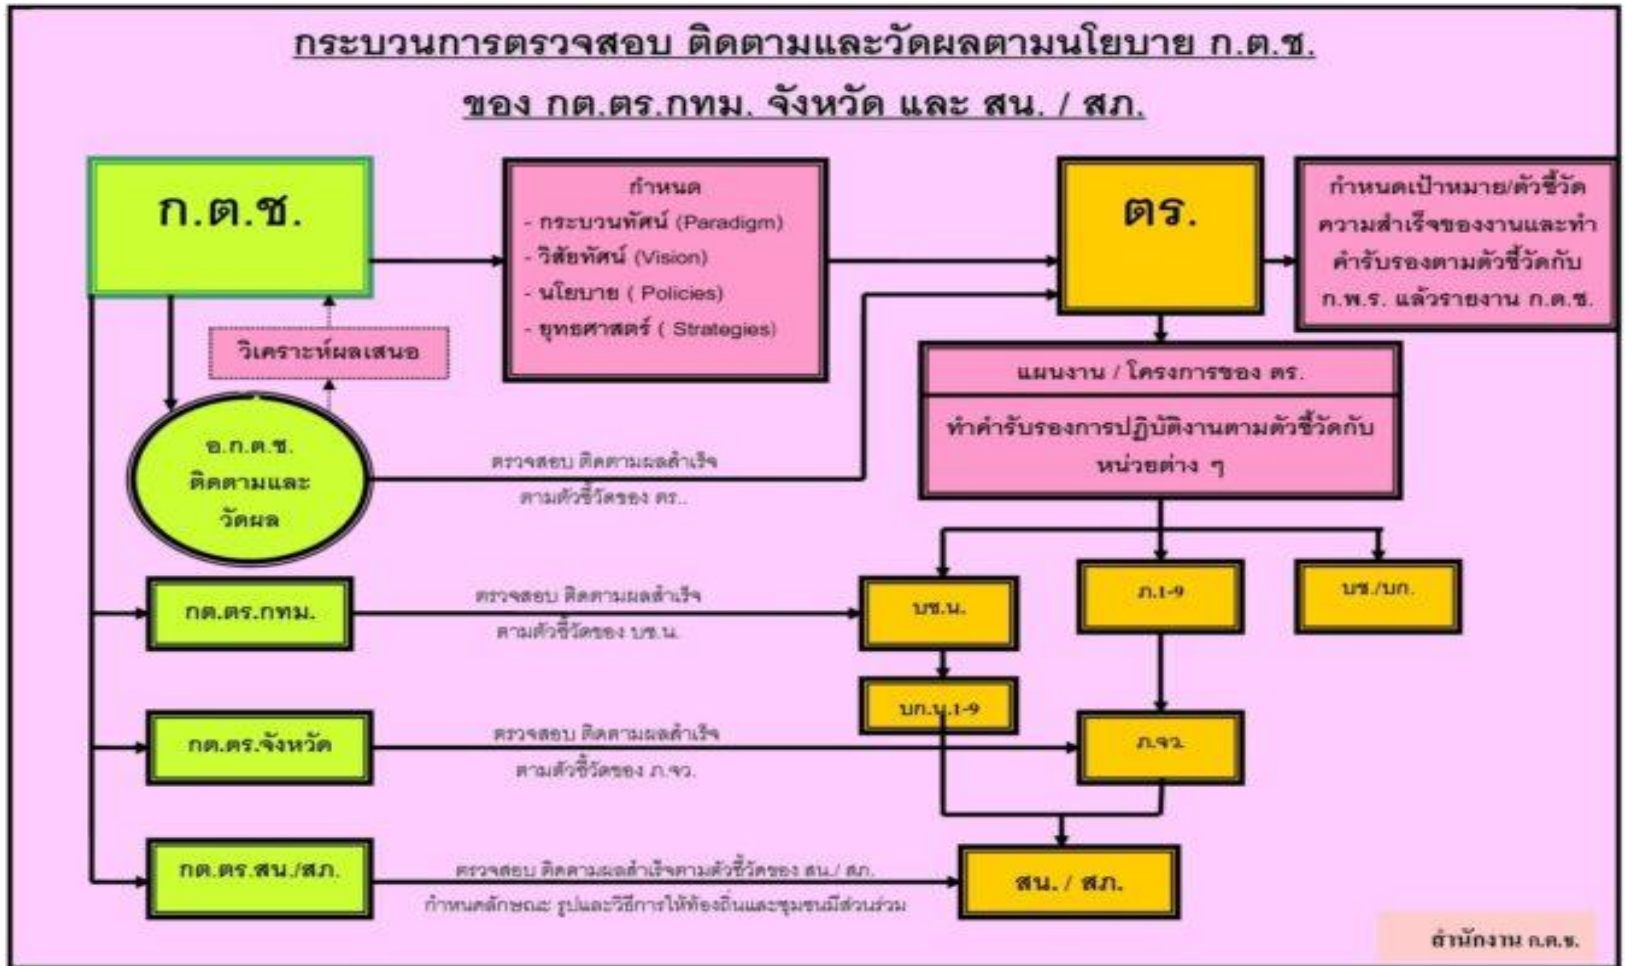 กระบวนการตรวจสอบ ติดตามและวัดผลตามนโยบาย ก.ต.ช.
ของ กต.ตร.กทม. จังหวัด และ สน. / สภ.
ก.ต.ช.
กำหนด
- กระบวนทัศน์ (Paradigm)
- วิสัยทัศน์ (Vision)
- นโยบาย ( Policies)
- ยุทธศาสตร์ ( Strategies)
ตร.
กำหนดเป้าหมาย/ตัวชี้วัด
ความสำเร็จของงานและทำ
คำรับรองตามตัวชี้วัดกับ
ก.พ.ร. แล้วรายงาน ก.ต.ช.
วิเคราะห์ผลเสนอ
แผนงาน / โครงการของ ตร.
ทำคำรับรองการปฏิบัติงานตามตัวชี้วัดกับ
หน่วยต่าง ๆ
อ.ก.ต.ช.
ติดตามและ
วัดผล
ตรวจสอบ ติดตามผลสำเร็จ
ตามตัวชี้วัดของ ตร..
กต.ตร.กทม.
ตรวจสอบ ติดตามผลสำเร็จ
ตามตัวชี้วัดของ บช.น.
บช.น.
ภ.1-9
บช./บก.
บก.น.1-9
กต.ตร.จังหวัด
ตรวจสอบ ติดตามผลสำเร็จ
ตามตัวชี้วัดของ ภ.จว.
ภ.จว.
กต.ตร.สน./สภ.
ตรวจสอบ ติดตามผลสำเร็จตามตัวชี้วัดของ สน./ สภ.
กำหนดลักษณะ รูปและวิธีการให้ท้องถิ่นและชุมชนมีส่วนร่วม
สน. / สภ.
สำนักงาน ก.ต.ช.